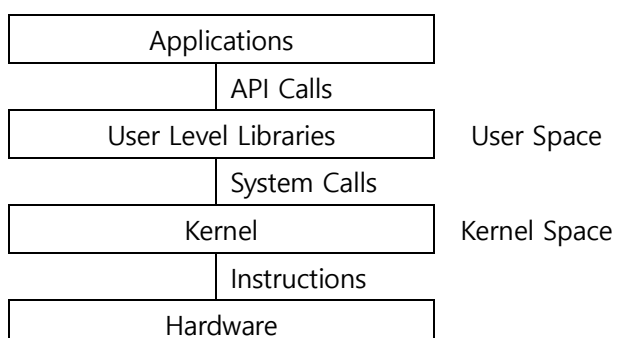 Applications
API Calls
User Level Libraries
User Space
System Calls
Kernel
Kernel Space
Instructions
Hardware